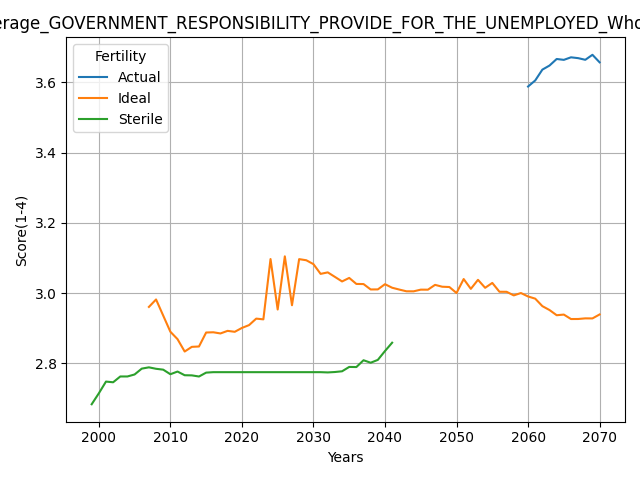 erage_GOVERNMENT_RESPONSIBILITY_PROVIDE_FOR_THE_UNEMPLOYED_Who
Fertility
Actual
Ideal
Sterile
3.6
3.4
3.2
3.0
2.8
Score(1-4)
2000 2010 2020 2030 2040 2050 2060 2070
Years